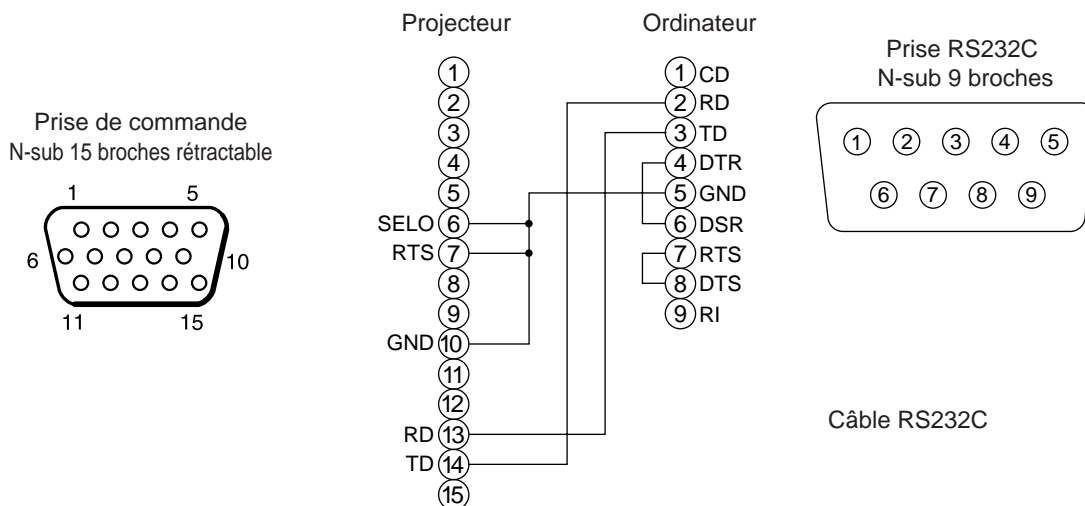 Projecteur
Ordinateur
Prise RS232C
N-sub 9 broches
Prise de commande
N-sub 15 broches rétractable
1 5
6 10
11 15
1
2
3
4
5
SELO 6
RTS 7
8
9
GND 10
11
12
RD 13
TD 14
15
1 CD
2 RD
3 TD
4 DTR
5 GND
6 DSR
7 RTS
8 DTS
9 RI
1 2 3 4 5
6 7 8 9
Câble RS232C